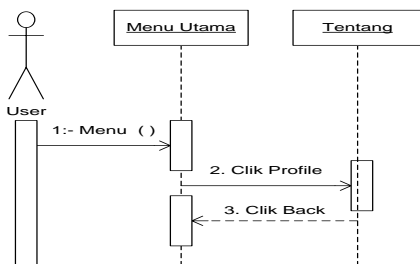 Menu Utama
Tentang
User
1:- Menu ( )
2. Clik Profile
3. Clik Back